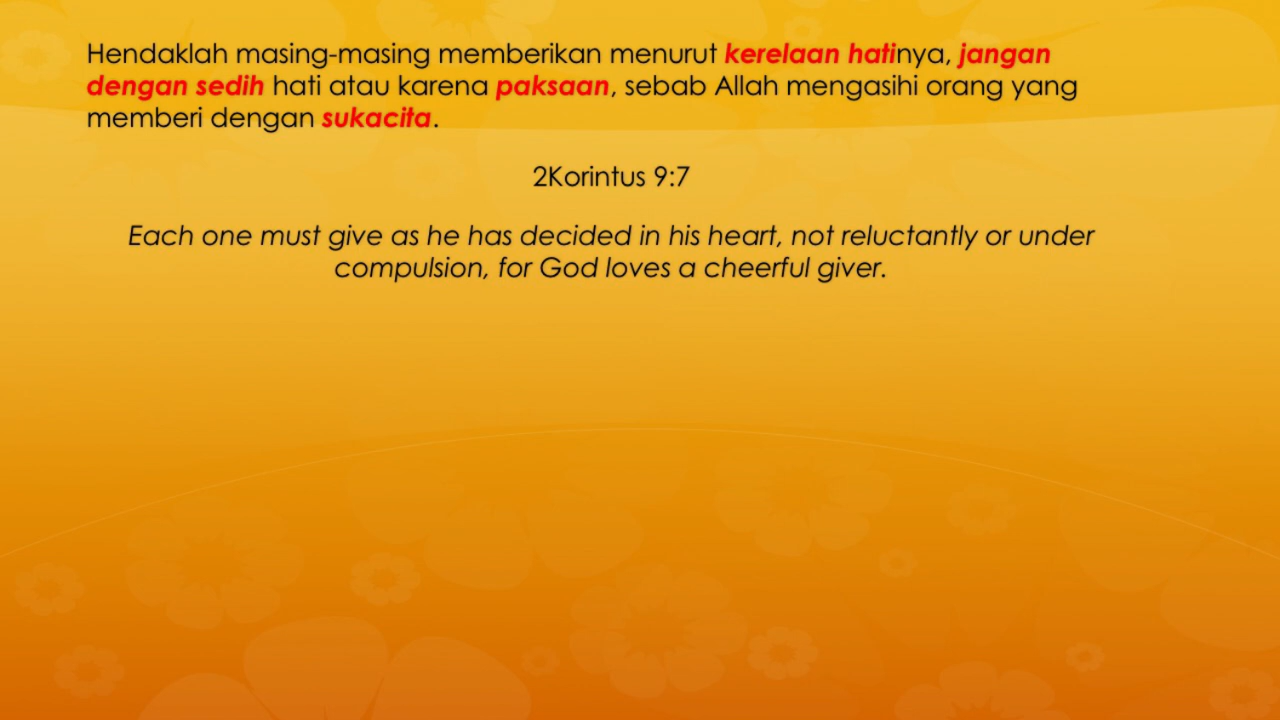 Hendaklah masing-masing memberikan menurut kerelaan hatinya, jangan
dengan sedih hati atau karena paksaan, sebab Allah mengasihi orang yang
memberi dengan sukacita.
2Korintus 9:7
Each one must give as he has decided in his heart, not reluctantly or under
compulsion, for God loves a cheerful giver.